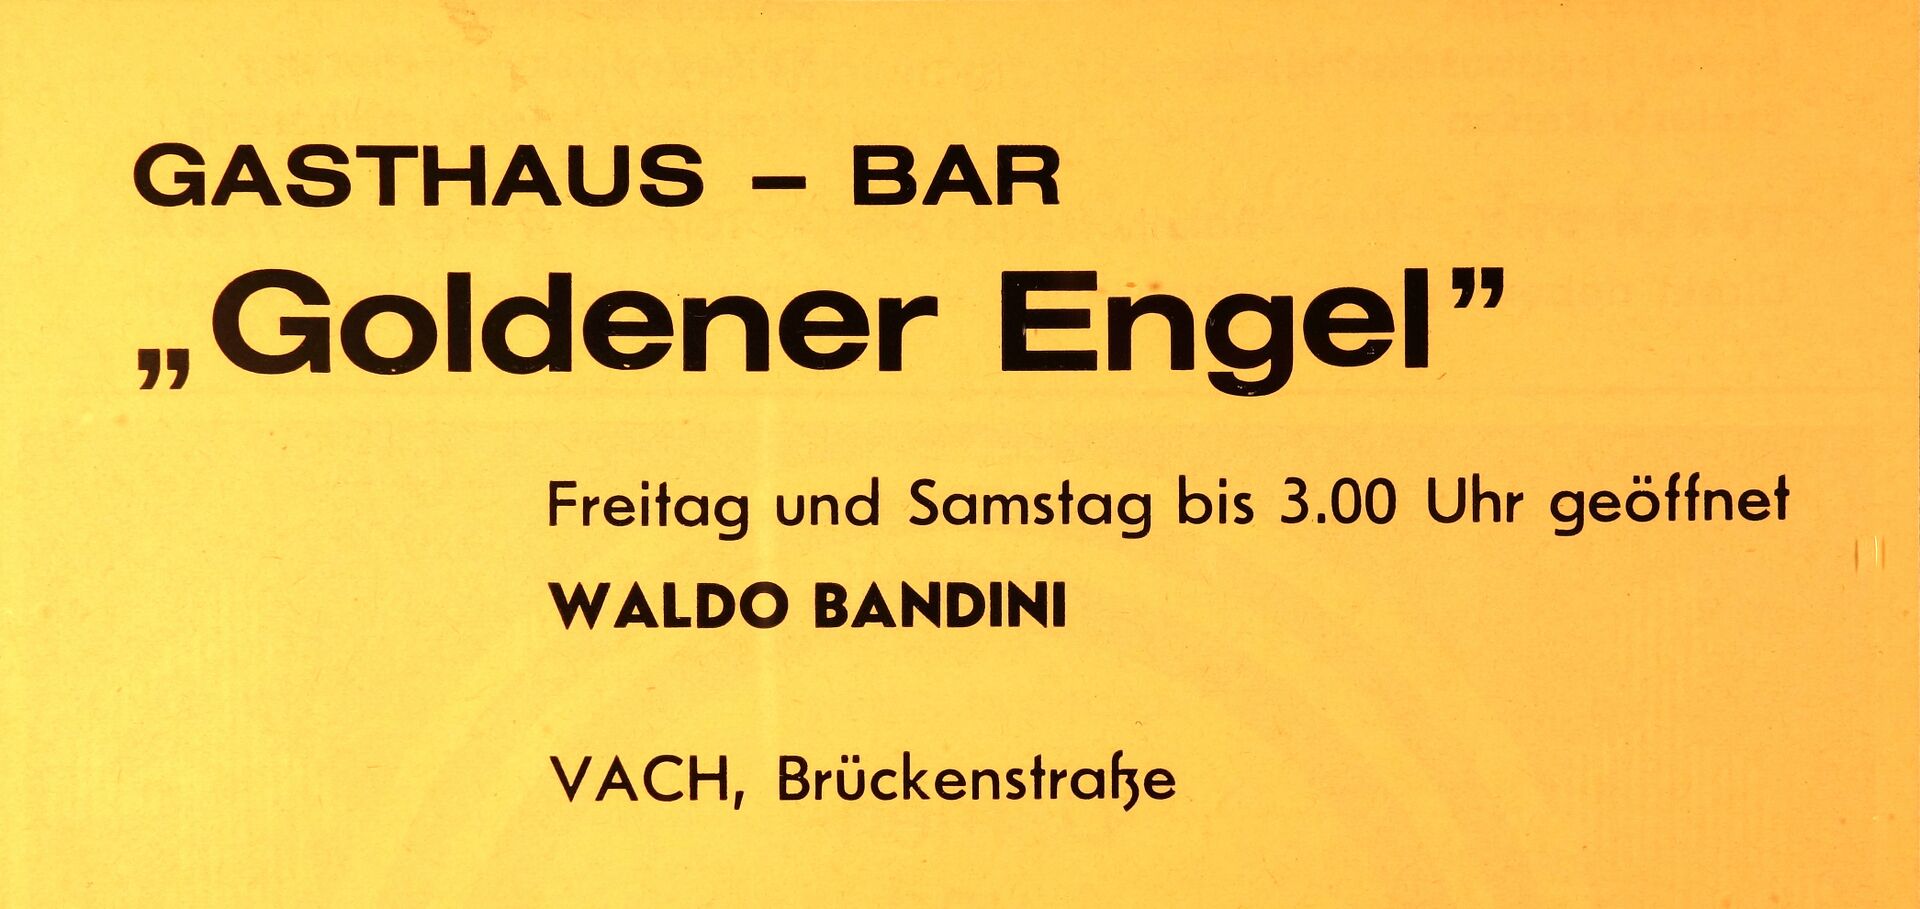 GASTHAUS – BAR
„Goldener Engel”
Freitag und Samstag bis 3.00 Uhr geöffnet
WALDO BANDINI
VACH, Brückenstraße